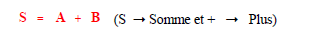 S = A + B (S → Somme et + → Plus)